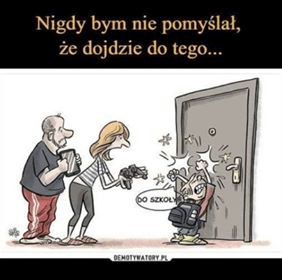 Nigdy bym nie pomyślał,
że dojdzie do tego...
DO SZKOŁY
DEMOTYWATORY.PL